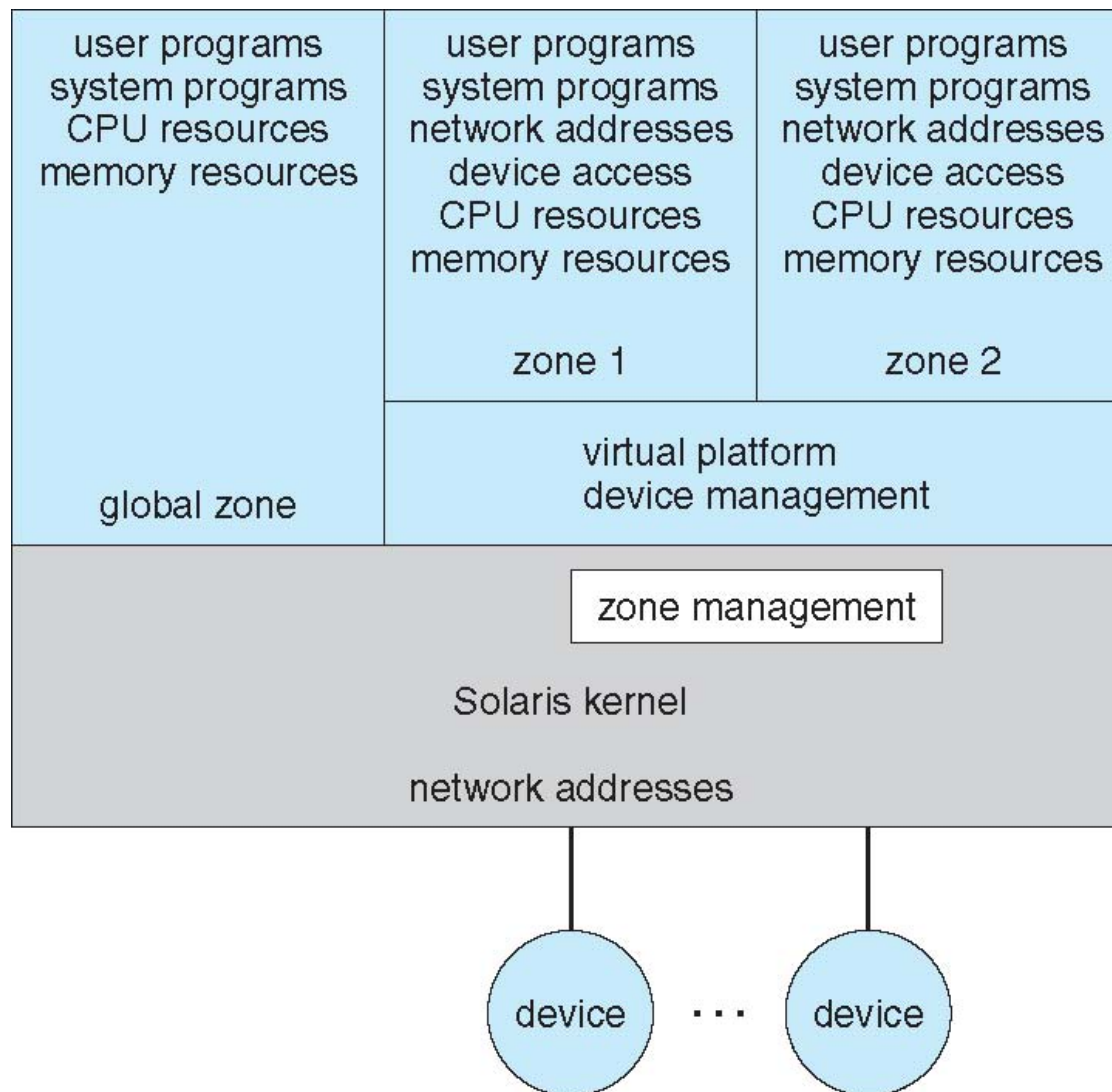 user programs
system programs
CPU resources
memory resources
global zone
user programs
system programs
network addresses
device access
CPU resources
memory resources
zone 1
user programs
system programs
network addresses
device access
CPU resources
memory resources
zone 2
virtual platform
device management
zone management
Solaris kernel
network addresses
device
...
device